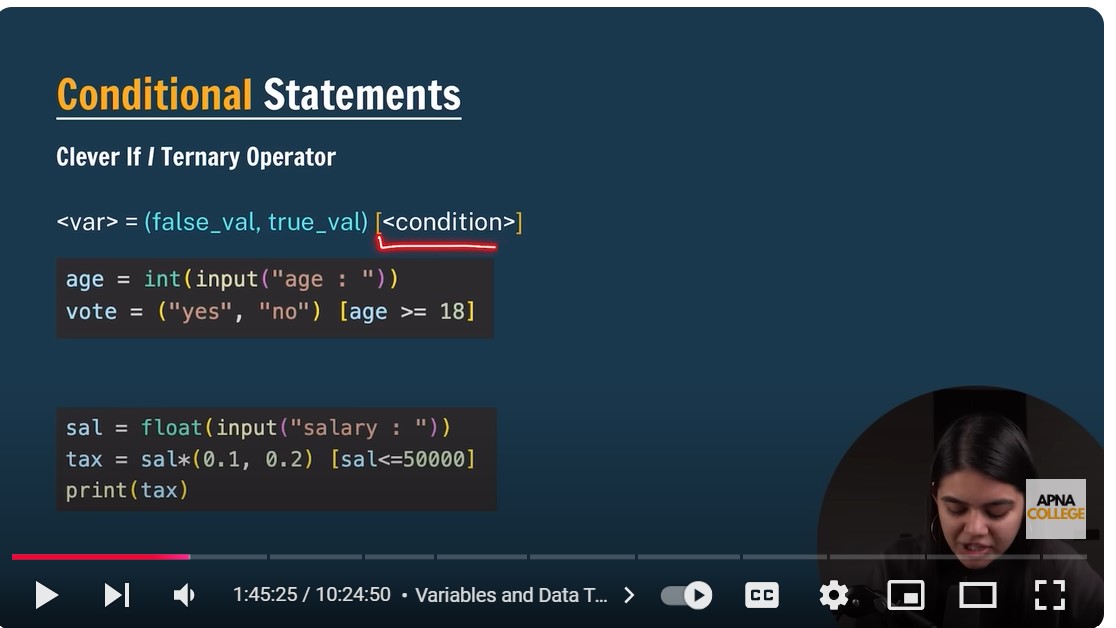 Conditional Statements
Clever If / Ternary Operator
<var> = (false_val, true_val) [<condition>]
age = int(input("age : "))
vote = ("yes", "no") [age >= 18]
sal = float(input("salary : "))
tax = sal*(0.1, 0.2) [sal<=50000]
print(tax)
APNA
COLLEGE
1:45:25 / 10:24:50 • Variables and Data T...
CC